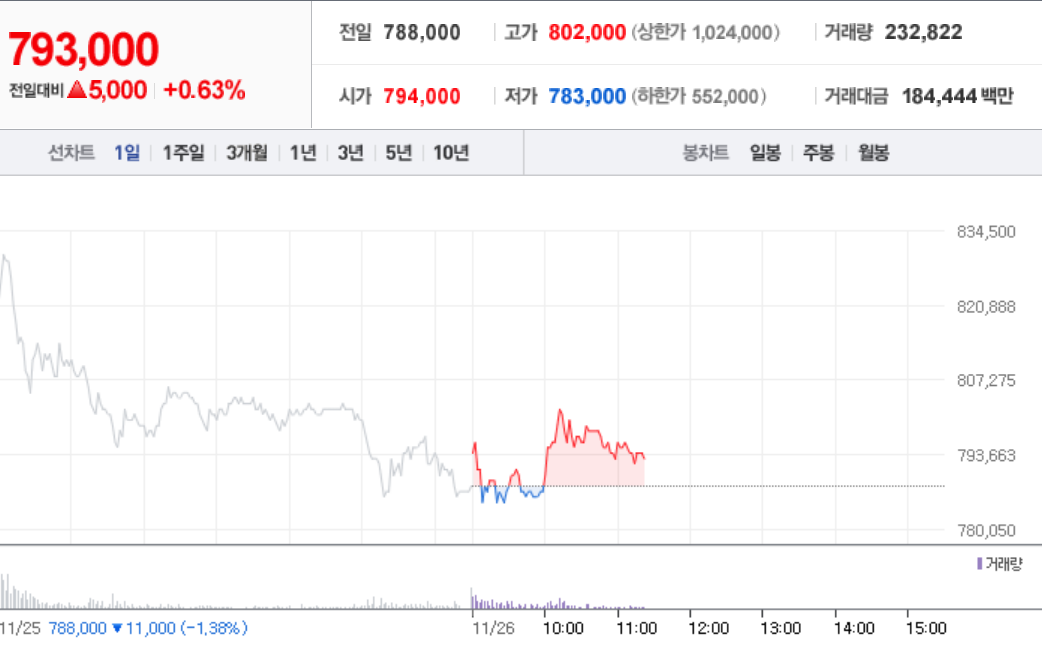 793,000
전일대비 ▲5,000 +0.63%
전일 788,000 고가 802,000 (상한가 1,024,000) 거래량 232,822
시가 794,000 저가 783,000 (하한가 552,000) 거래대금 184,444 백만
선차트 1일 1주일 3개월 1년 3년 5년 10년 봉차트 일봉 주봉 월봉
834,500
820,888
807,275
793,663
780,050
거래량
11/25 788,000 ▼11,000 (-1.38%) 11/26 10:00 11:00 12:00 13:00 14:00 15:00